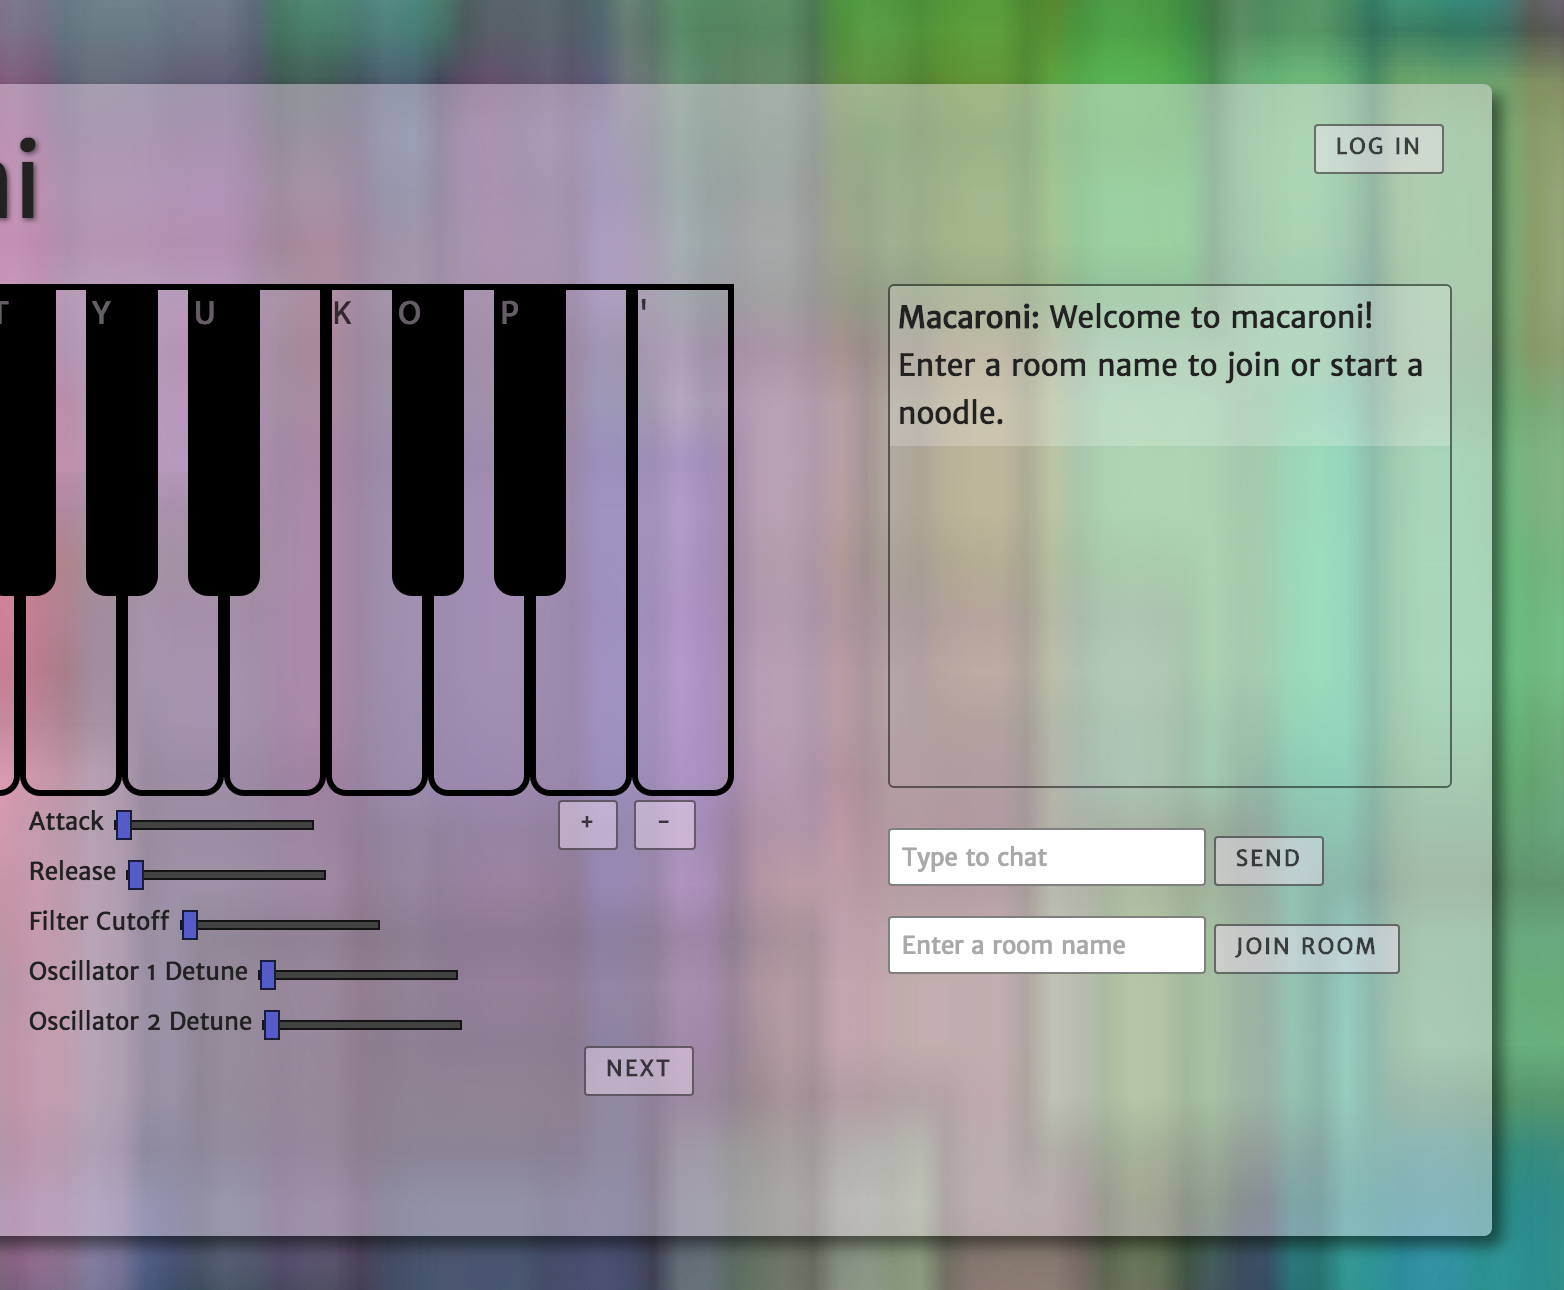 ni
LOG IN
T Y U K O P '
Macaroni: Welcome to macaroni!
Enter a room name to join or start a
noodle.
Attack
+ -
Release
Filter Cutoff
Oscillator 1 Detune
Oscillator 2 Detune
NEXT
Type to chat
SEND
Enter a room name
JOIN ROOM